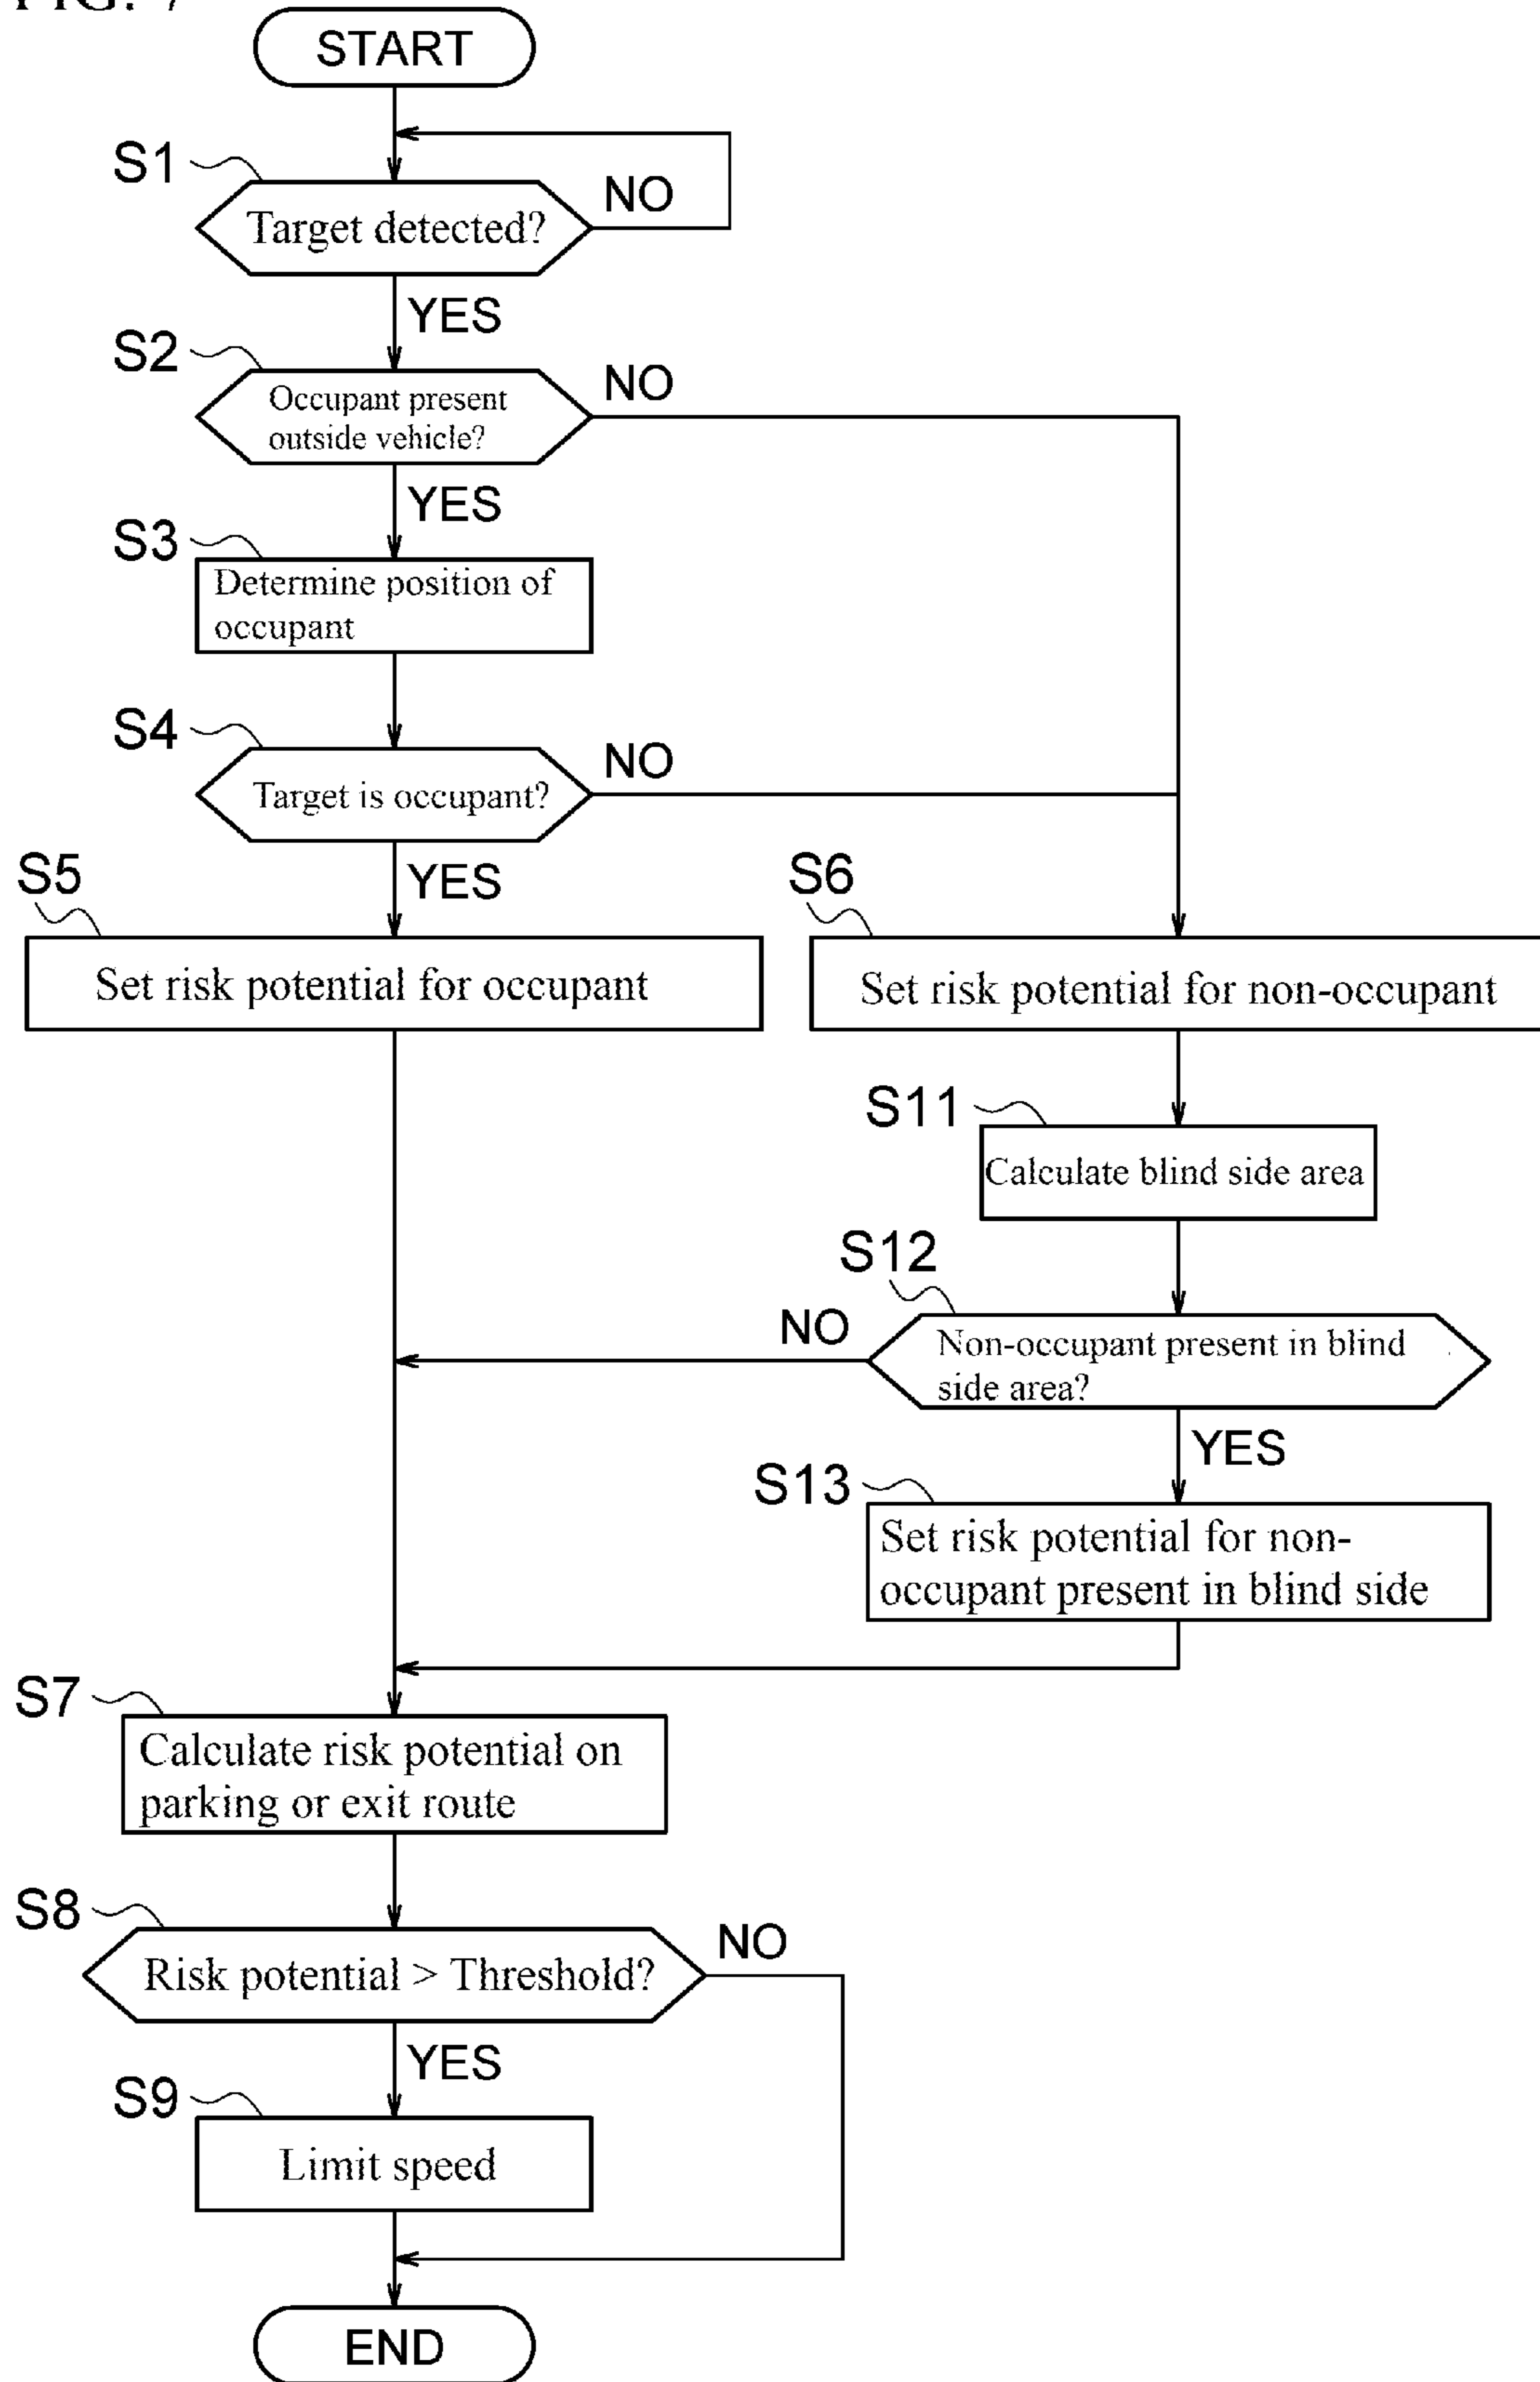 FIG. 7
START
S1
NO
Target detected?
YES
S2
NO
Occupant present
outside vehicle?
YES
S3
Determine position of
occupant
S4
NO
Target is occupant?
YES
S5
S6
Set risk potential for occupant
Set risk potential for non-occupant
S11
Calculate blind side area
S12
NO
Non-occupant present in blind
side area?
YES
S13
Set risk potential for non-
occupant present in blind side
S7
Calculate risk potential on
parking or exit route
S8
NO
Risk potential > Threshold?
YES
S9
Limit speed
END